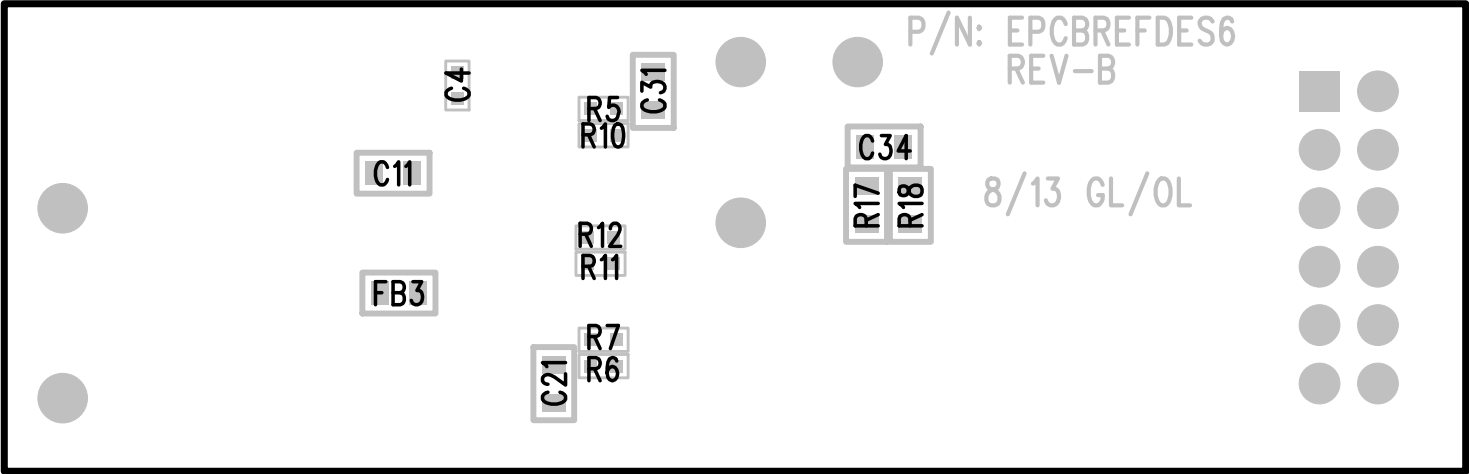 P/N: EPCBREFDES6
REV-B
C4
C31
R5
R10
C34
C11
R17
R18
8/13 GL/OL
R12
R11
FB3
R7
R6
C21